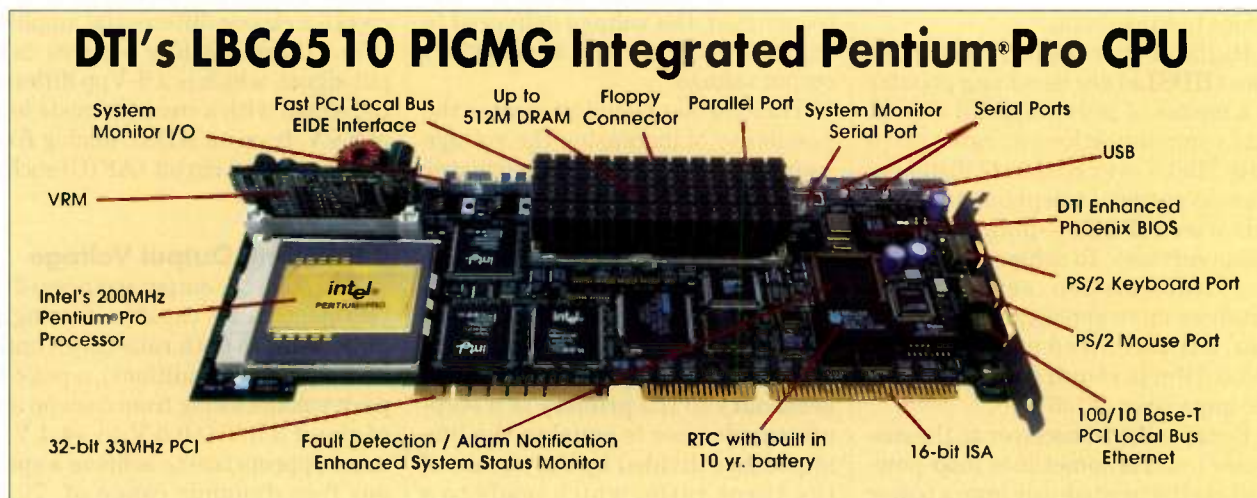 DTI's LBC6510 PICMG Integrated Pentium®Pro CPU
System
Monitor I/O
Fast PCI Local Bus
EIDE Interface
Up to
512M DRAM
Floppy
Connector
Parallel Port
System Monitor
Serial Port
Serial Ports
USB
VRM
DTI Enhanced
Phoenix BIOS
Intel's 200MHz
Pentium®Pro
Processor
intel®
PENTIUM® PRO
intel
intel
PS/2 Keyboard Port
PS/2 Mouse Port
100/10 Base-T
PCI Local Bus
Ethernet
32-bit 33MHz PCI
Fault Detection / Alarm Notification
Enhanced System Status Monitor
RTC with built in
10 yr. battery
16-bit ISA